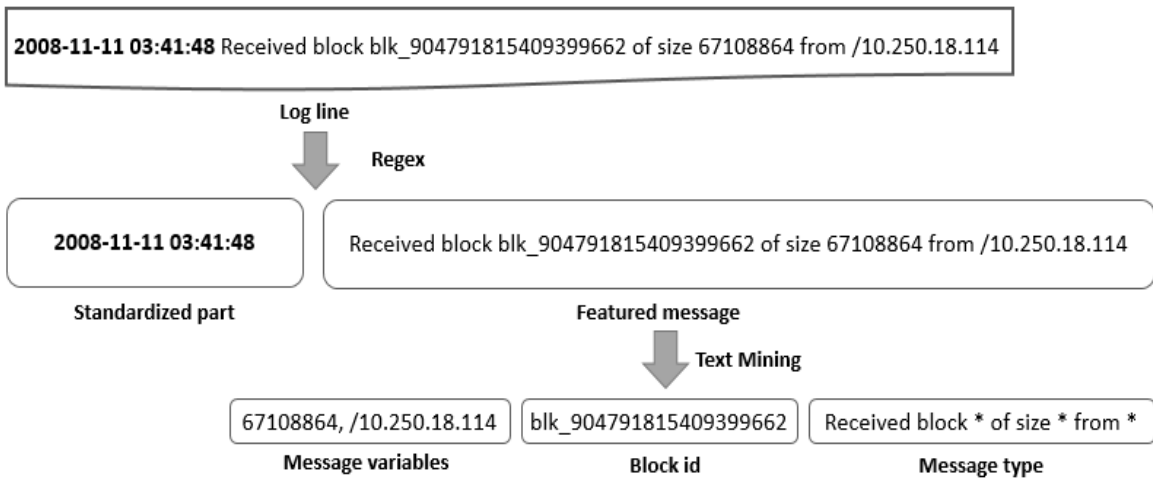 2008-11-11 03:41:48 Received block blk_904791815409399662 of size 67108864 from /10.250.18.114
Log line
Regex
2008-11-11 03:41:48
Received block blk_904791815409399662 of size 67108864 from /10.250.18.114
Standardized part
Featured message
Text Mining
67108864, /10.250.18.114
blk_904791815409399662
Received block * of size * from *
Message variables
Block id
Message type